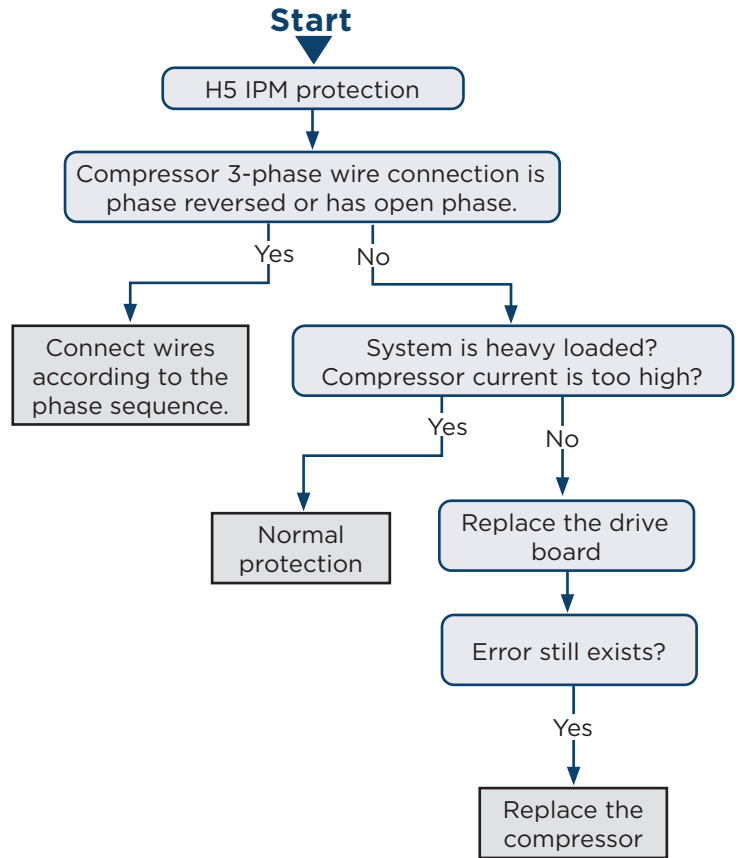 Start
H5 IPM protection
Compressor 3-phase wire connection is
phase reversed or has open phase.
Yes
No
Connect wires
according to the
phase sequence.
System is heavy loaded?
Compressor current is too high?
Yes
No
Normal
protection
Replace the drive
board
Error still exists?
Yes
Replace the
compressor